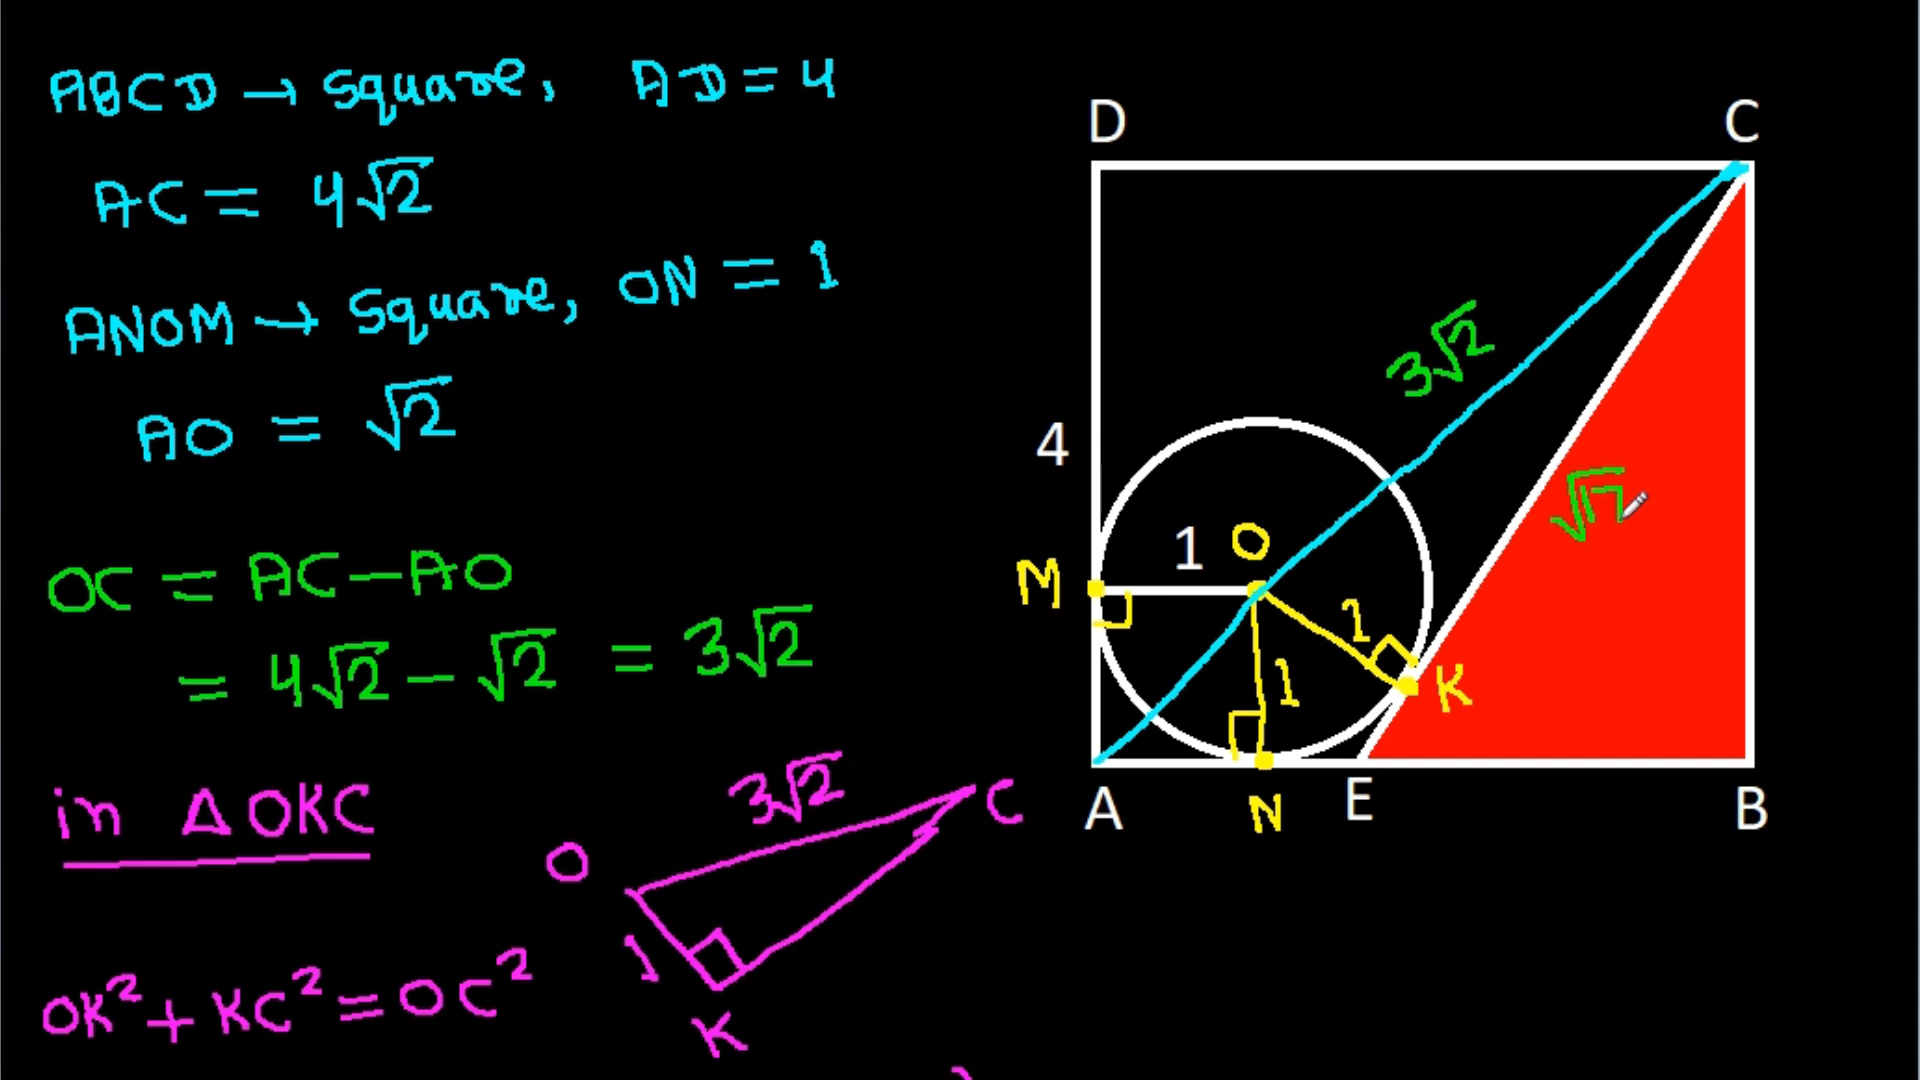 ABCD → square, AD = 4
AC = 4√2
ANOM → square, ON = 1
AO = √2
OC = AC - AO
= 4√2 - √2 = 3√2
in Δ OKC
3√2
O
C
1
K
OK² + KC² = OC²
D
C
3√2
4
√17
1
O
M
1
1
K
A
N
E
B